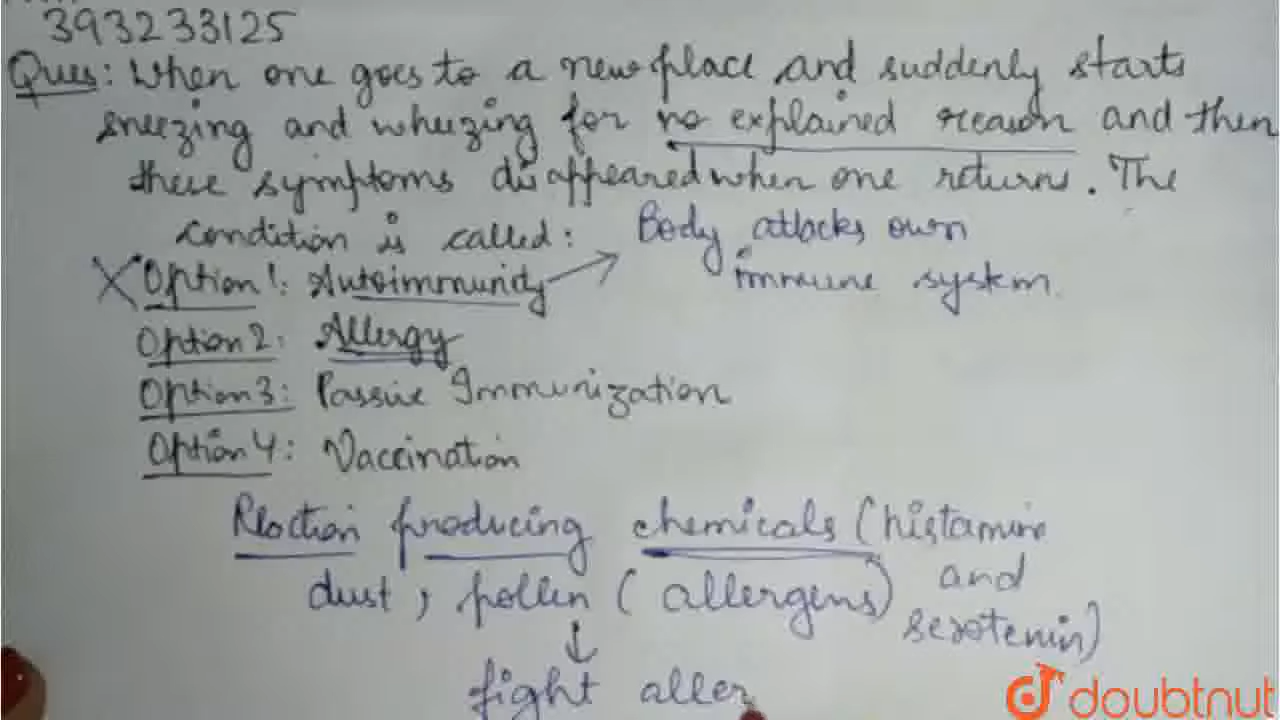 393233125
Ques: When one goes to a new place and suddenly starts
sneezing and wheezing for no explained reason and then
these symptoms disappeared when one returns. The
condition is called:
Body attacks own
immune system.
Option 1: Autoimmunity
Option 2: Allergy
Option 3: Passive Immunization
Option 4: Vaccination
Reaction producing chemicals (histamine
and
serotenin)
dust, pollen (allergens)
↓
fight aller
doubtnut